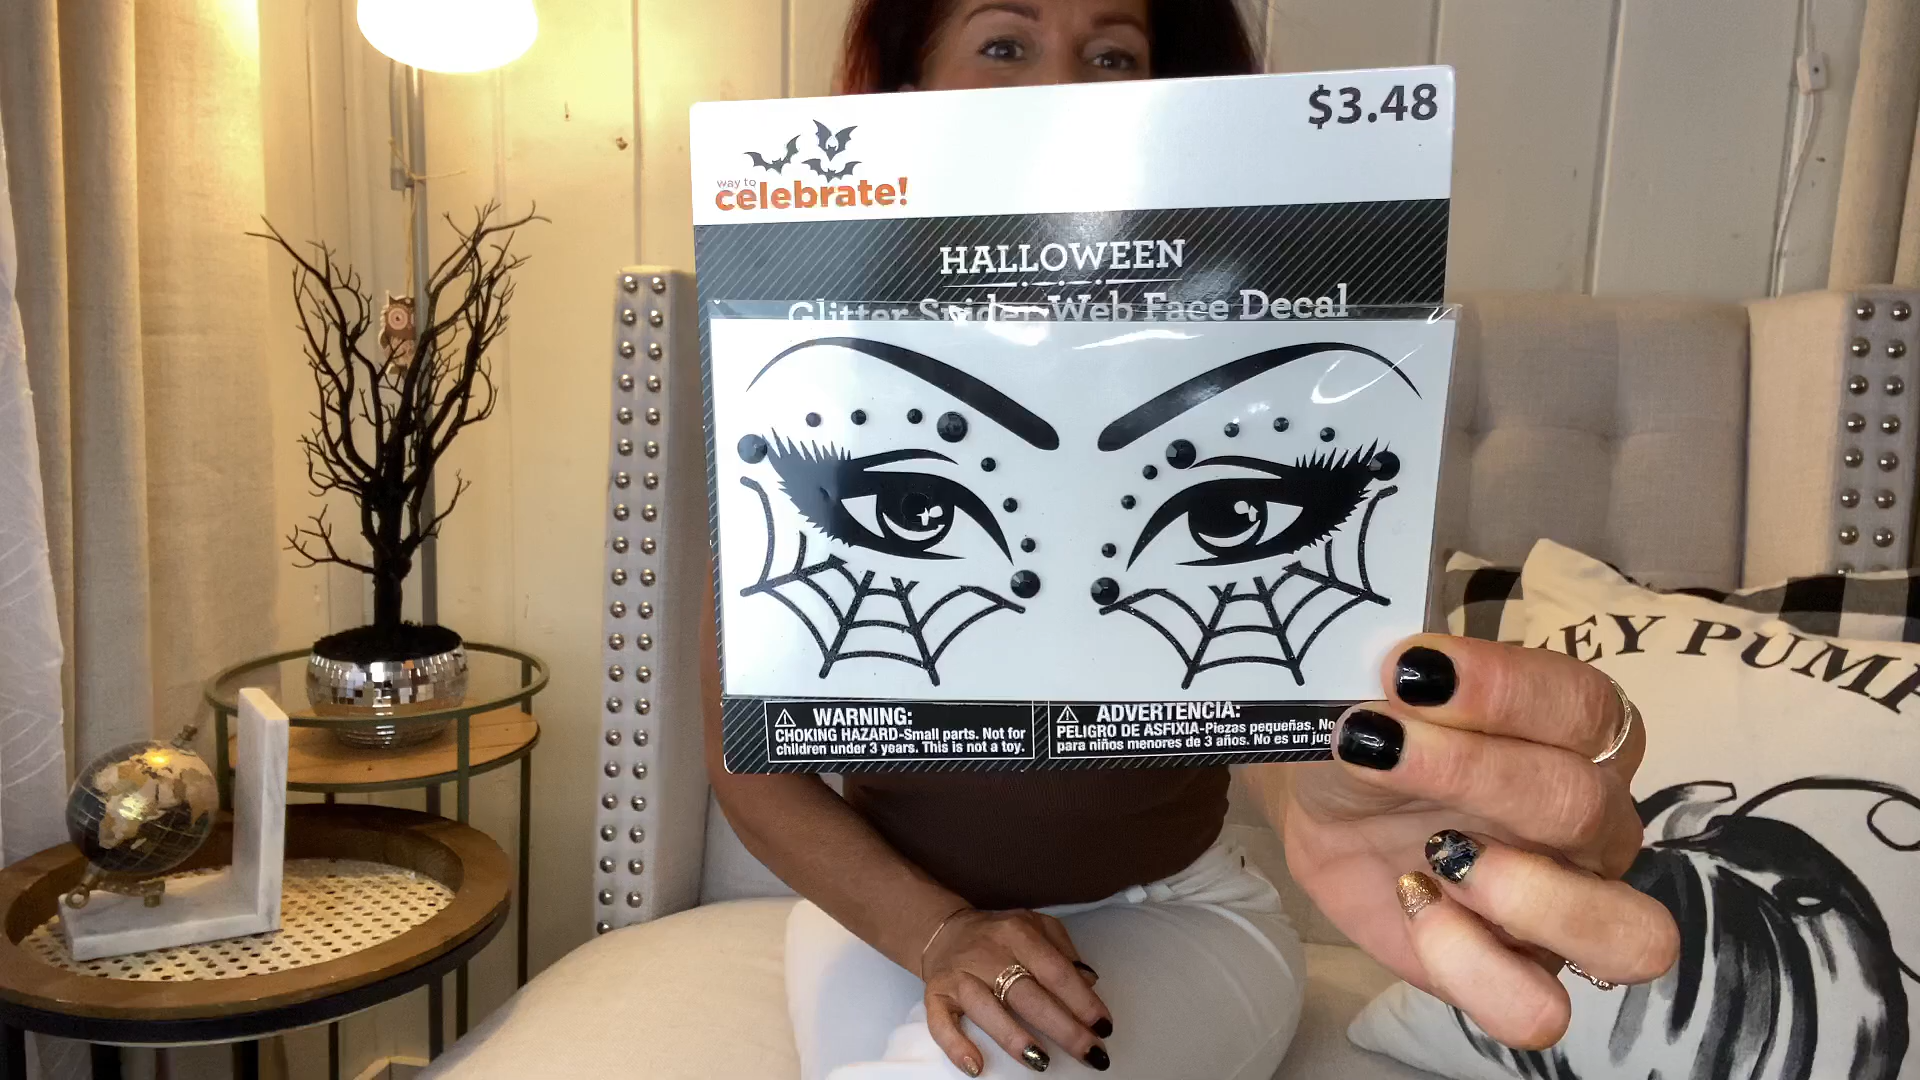 $3.48
way to
celebrate!
HALLOWEEN
Glitter Spider Web Face Decal
WARNING:
CHOKING HAZARD-Small parts. Not for
children under 3 years. This is not a toy.
ADVERTENCIA:
PELIGRO DE ASFIXIA-Piezas pequeñas. No
para niños menores de 3 años. No es un jug
EY PUMP